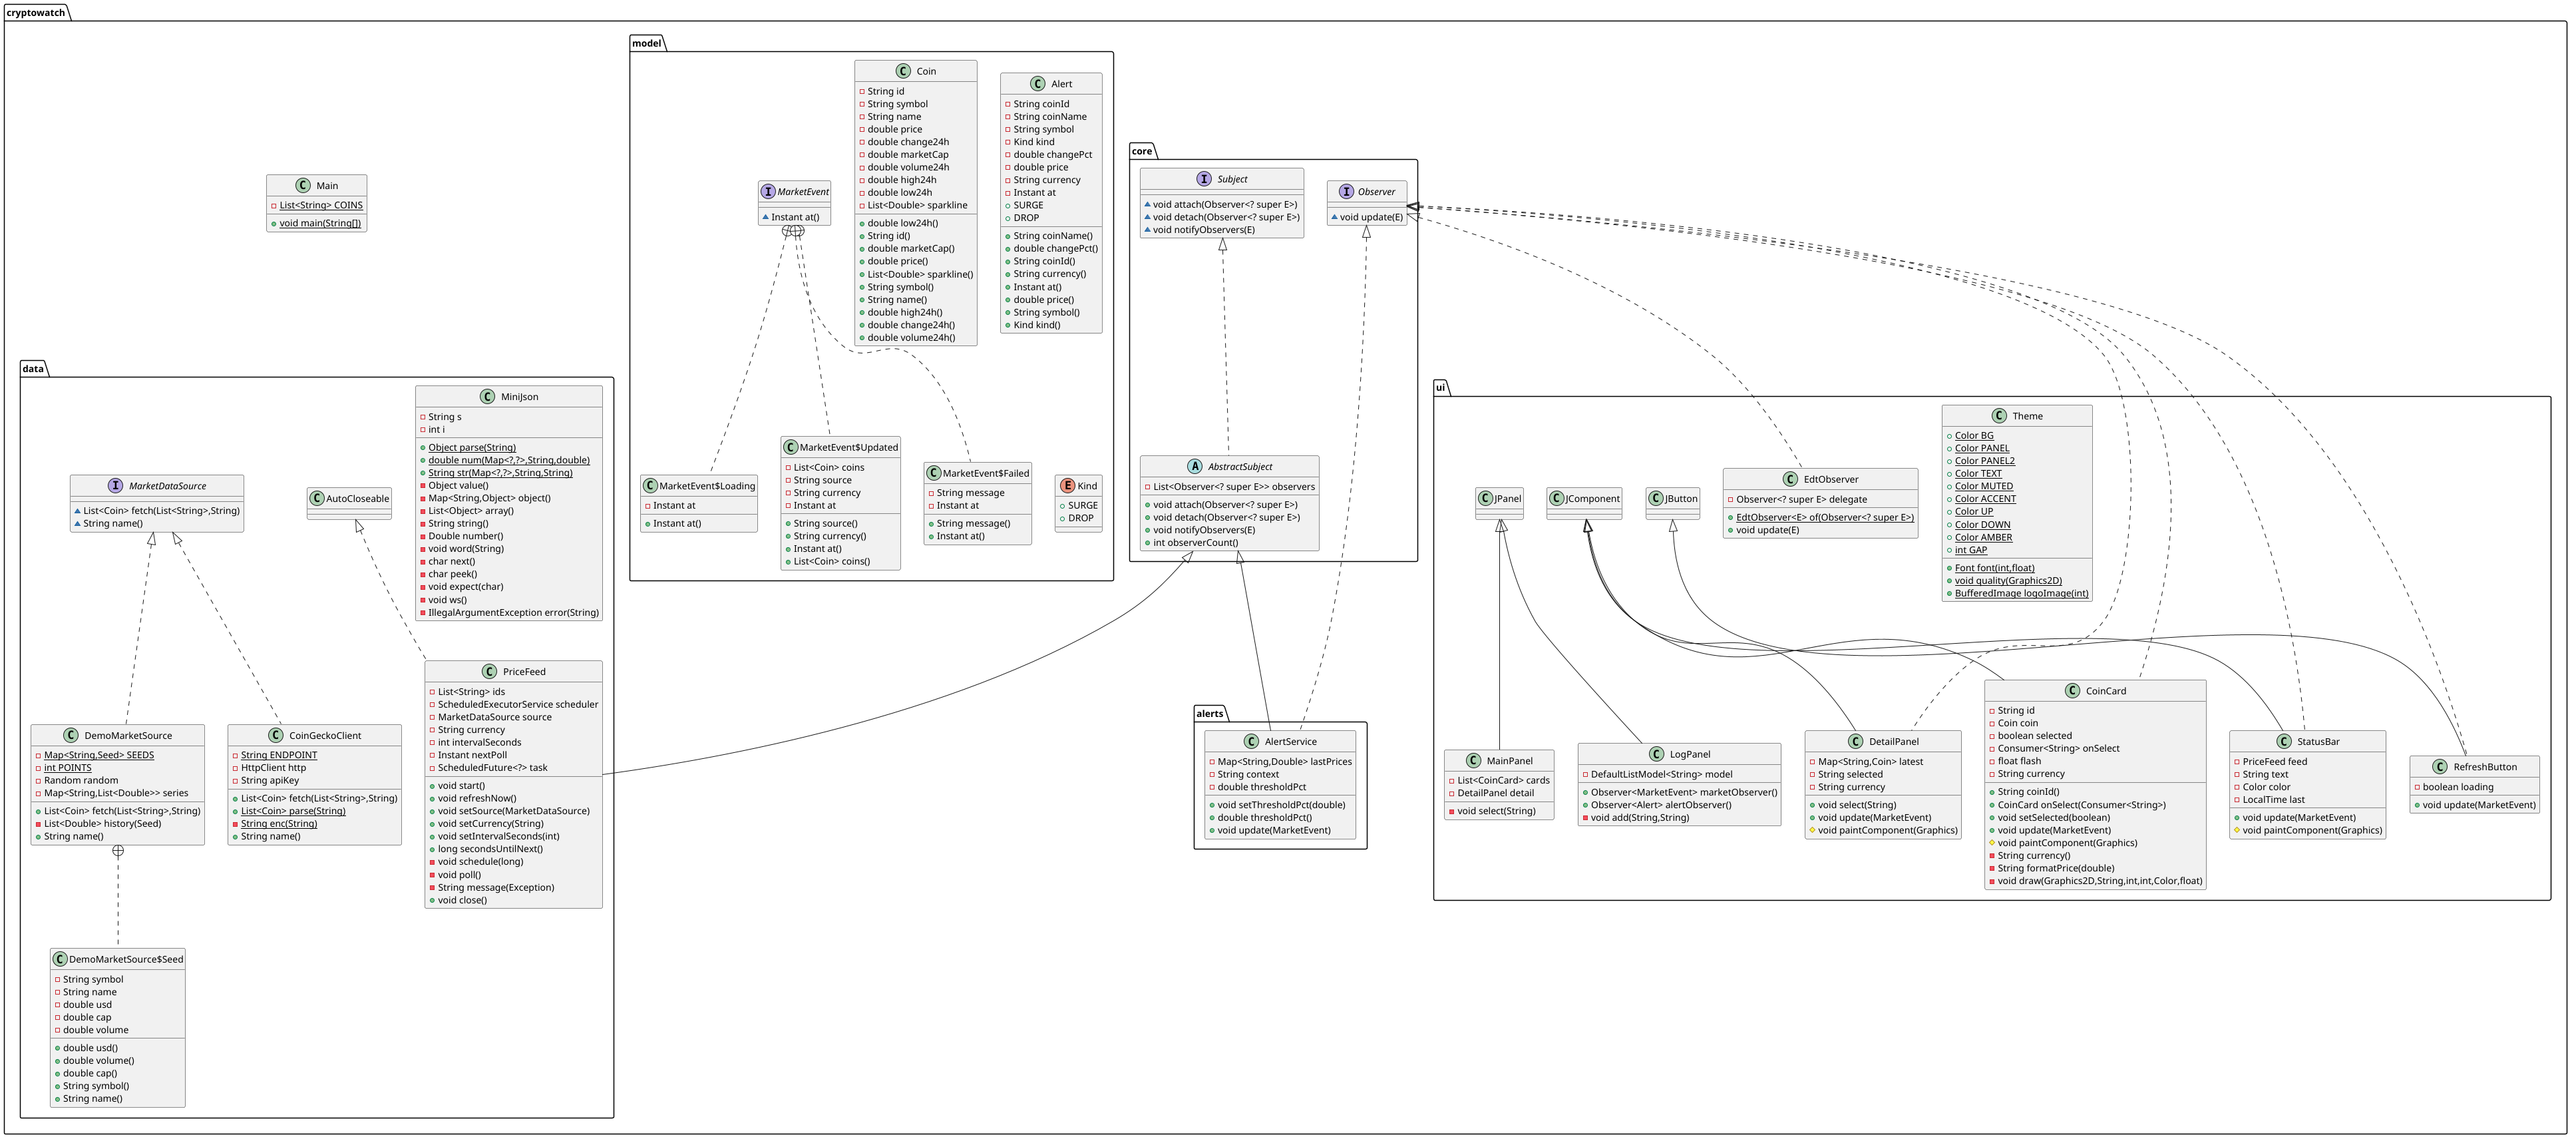 cryptowatch
Main
List<String> COINS
void main(String[])
model
MarketEvent
Instant at()
Coin
String id
String symbol
String name
double price
double change24h
double marketCap
double volume24h
double high24h
double low24h
List<Double> sparkline
double low24h()
String id()
double marketCap()
double price()
List<Double> sparkline()
String symbol()
String name()
double high24h()
double change24h()
double volume24h()
Alert
String coinId
String coinName
String symbol
Kind kind
double changePct
double price
String currency
Instant at
SURGE
DROP
String coinName()
double changePct()
String coinId()
String currency()
Instant at()
double price()
String symbol()
Kind kind()
MarketEvent$Loading
Instant at
Instant at()
MarketEvent$Updated
List<Coin> coins
String source
String currency
Instant at
String source()
String currency()
Instant at()
List<Coin> coins()
MarketEvent$Failed
String message
Instant at
String message()
Instant at()
Kind
SURGE
DROP
core
Subject
void attach(Observer<? super E>)
void detach(Observer<? super E>)
void notifyObservers(E)
Observer
void update(E)
AbstractSubject
List<Observer<? super E>> observers
void attach(Observer<? super E>)
void detach(Observer<? super E>)
void notifyObservers(E)
int observerCount()
data
MiniJson
String s
int i
Object parse(String)
double num(Map<?,?>,String,double)
String str(Map<?,?>,String,String)
Object value()
Map<String,Object> object()
List<Object> array()
String string()
Double number()
void word(String)
char next()
char peek()
void expect(char)
void ws()
IllegalArgumentException error(String)
MarketDataSource
List<Coin> fetch(List<String>,String)
String name()
AutoCloseable
DemoMarketSource
Map<String,Seed> SEEDS
int POINTS
Random random
Map<String,List<Double>> series
List<Coin> fetch(List<String>,String)
List<Double> history(Seed)
String name()
CoinGeckoClient
String ENDPOINT
HttpClient http
String apiKey
List<Coin> fetch(List<String>,String)
List<Coin> parse(String)
String enc(String)
String name()
PriceFeed
List<String> ids
ScheduledExecutorService scheduler
MarketDataSource source
String currency
int intervalSeconds
Instant nextPoll
ScheduledFuture<?> task
void start()
void refreshNow()
void setSource(MarketDataSource)
void setCurrency(String)
void setIntervalSeconds(int)
long secondsUntilNext()
void schedule(long)
void poll()
String message(Exception)
void close()
DemoMarketSource$Seed
String symbol
String name
double usd
double cap
double volume
double usd()
double volume()
double cap()
String symbol()
String name()
alerts
AlertService
Map<String,Double> lastPrices
String context
double thresholdPct
void setThresholdPct(double)
double thresholdPct()
void update(MarketEvent)
ui
JPanel
JComponent
JButton
EdtObserver
Observer<? super E> delegate
EdtObserver<E> of(Observer<? super E>)
void update(E)
Theme
Color BG
Color PANEL
Color PANEL2
Color TEXT
Color MUTED
Color ACCENT
Color UP
Color DOWN
Color AMBER
int GAP
Font font(int,float)
void quality(Graphics2D)
BufferedImage logoImage(int)
MainPanel
List<CoinCard> cards
DetailPanel detail
void select(String)
LogPanel
DefaultListModel<String> model
Observer<MarketEvent> marketObserver()
Observer<Alert> alertObserver()
void add(String,String)
DetailPanel
Map<String,Coin> latest
String selected
String currency
void select(String)
void update(MarketEvent)
void paintComponent(Graphics)
CoinCard
String id
Coin coin
boolean selected
Consumer<String> onSelect
float flash
String currency
String coinId()
CoinCard onSelect(Consumer<String>)
void setSelected(boolean)
void update(MarketEvent)
void paintComponent(Graphics)
String currency()
String formatPrice(double)
void draw(Graphics2D,String,int,int,Color,float)
StatusBar
PriceFeed feed
String text
Color color
LocalTime last
void update(MarketEvent)
void paintComponent(Graphics)
RefreshButton
boolean loading
void update(MarketEvent)